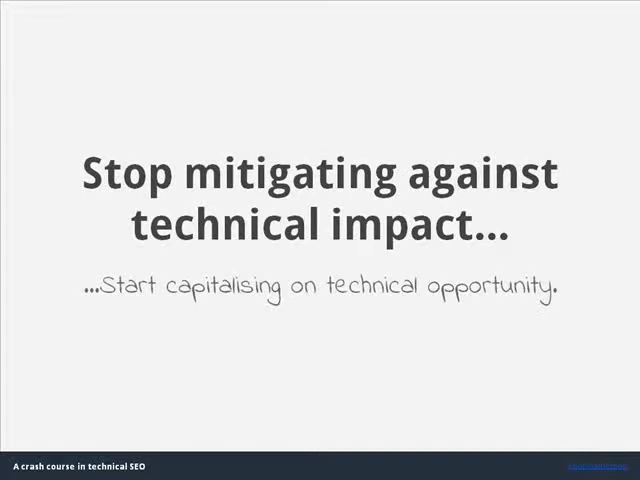 Stop mitigating against
technical impact...
...Start capitalising on technical opportunity.
A crash course in technical SEO